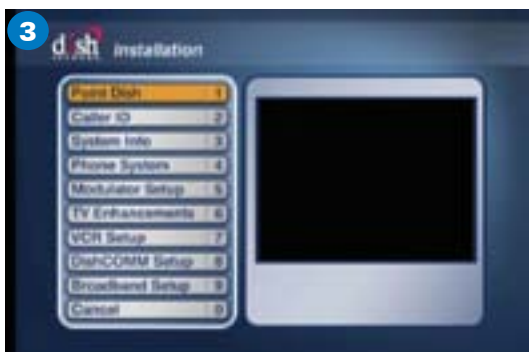 3
dish installation
NETWORK
Point Dish 1
Caller ID 2
System Info 3
Phone System 4
Modulator Setup 5
TV Enhancements 6
VCR Setup 7
DishCOMM Setup 8
Broadband Setup 9
Cancel 0